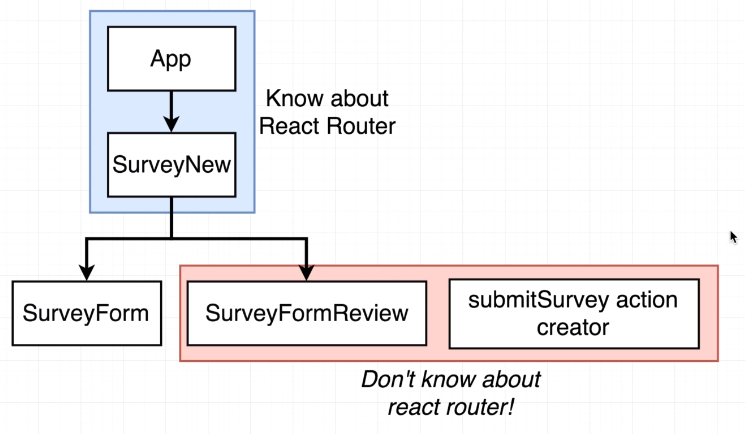 App
Know about
React Router
SurveyNew
SurveyForm
SurveyFormReview
submitSurvey action
creator
Don't know about
react router!